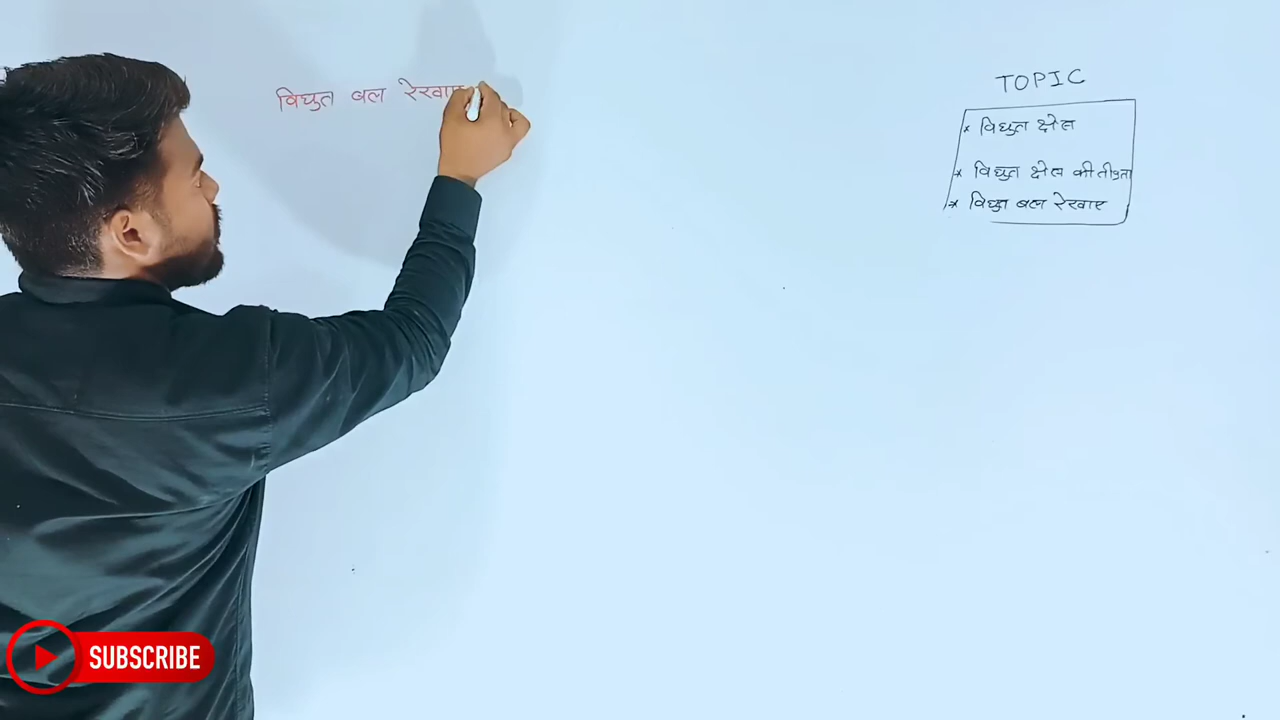 विद्युत बल रेखाए
TOPIC
* विद्युत क्षेत्र
* विद्युत क्षेत्र की तीव्रता
* विद्युत बल रेखाए
SUBSCRIBE